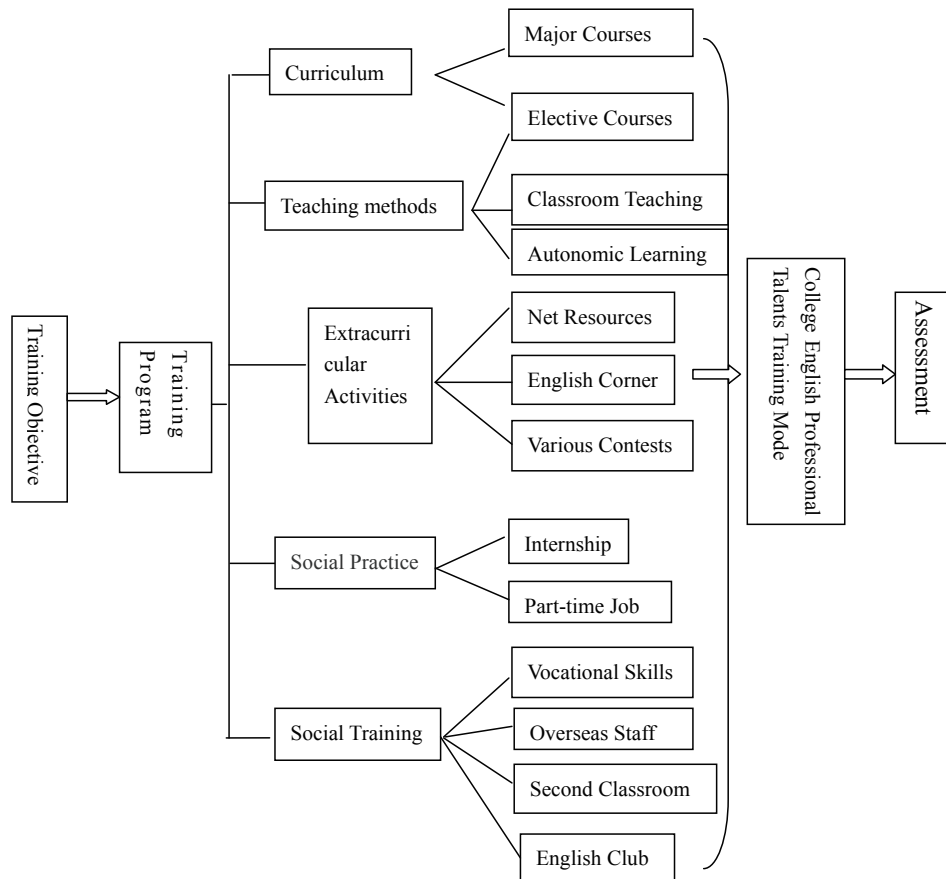 Training Objective
Training
Program
Curriculum
Teaching methods
Extracurri
cular
Activities
Social Practice
Social Training
Major Courses
Elective Courses
Classroom Teaching
Autonomic Learning
Net Resources
English Corner
Various Contests
Internship
Part-time Job
Vocational Skills
Overseas Staff
Second Classroom
English Club
College English Professional
Talents Training Mode
Assessment